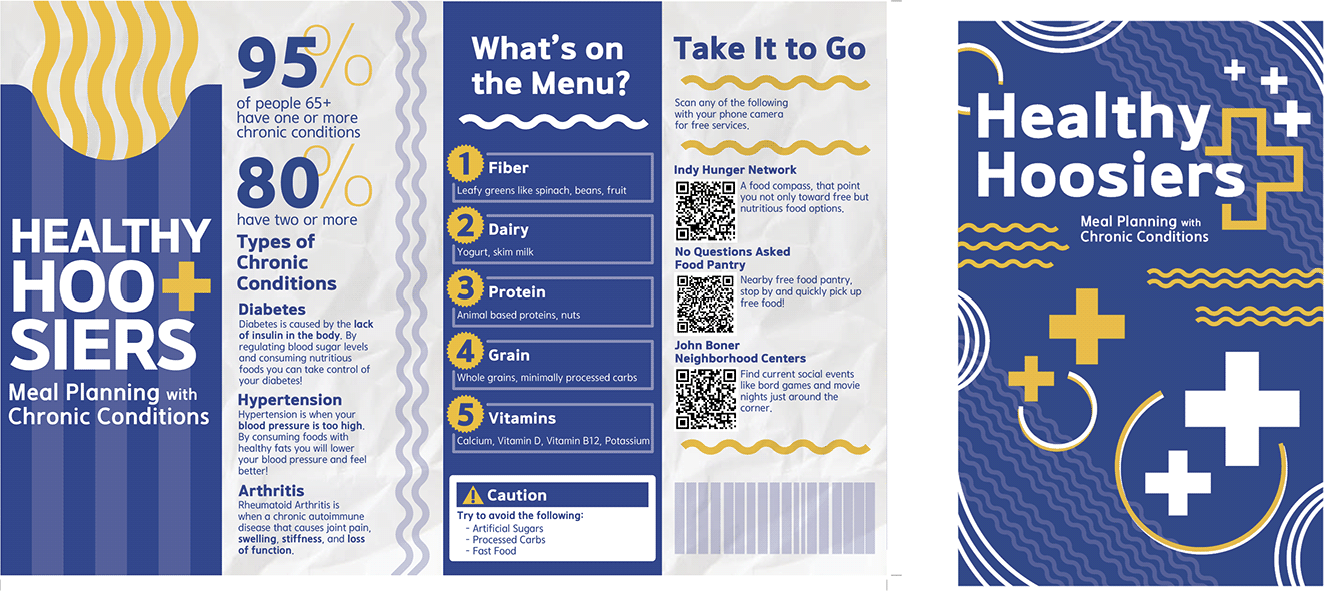 HEALTHY
HOO+
SIERS
Meal Planning with
Chronic Conditions
95%
of people 65+
have one or more
chronic conditions
80%
have two or more
Types of
Chronic
Conditions
Diabetes
Diabetes is caused by the lack
of insulin in the body. By
regulating blood sugar levels
and consuming nutritious
foods you can take control of
your diabetes!
Hypertension
Hypertension is when your
blood pressure is too high.
By consuming foods with
healthy fats you will lower
your blood pressure and feel
better!
Arthritis
Rheumatoid Arthritis is
when a chronic autoimmune
disease that causes joint pain,
swelling, stiffness, and loss
of function.
What's on
the Menu?
1 Fiber
Leafy greens like spinach, beans, fruit
2 Dairy
Yogurt, skim milk
3 Protein
Animal based proteins, nuts
4 Grain
Whole grains, minimally processed carbs
5 Vitamins
Calcium, Vitamin D, Vitamin B12, Potassium
Caution
Try to avoid the following:
- Artificial Sugars
- Processed Carbs
- Fast Food
Take It to Go
Scan any of the following
with your phone camera
for free services.
Indy Hunger Network
A food compass, that point
you not only toward free but
nutritious food options.
No Questions Asked
Food Pantry
Nearby free food pantry,
stop by and quickly pick up
free food!
John Boner
Neighborhood Centers
Find current social events
like bord games and movie
nights just around the
corner.
Healthy
Hoosiers
Meal Planning with
Chronic Conditions